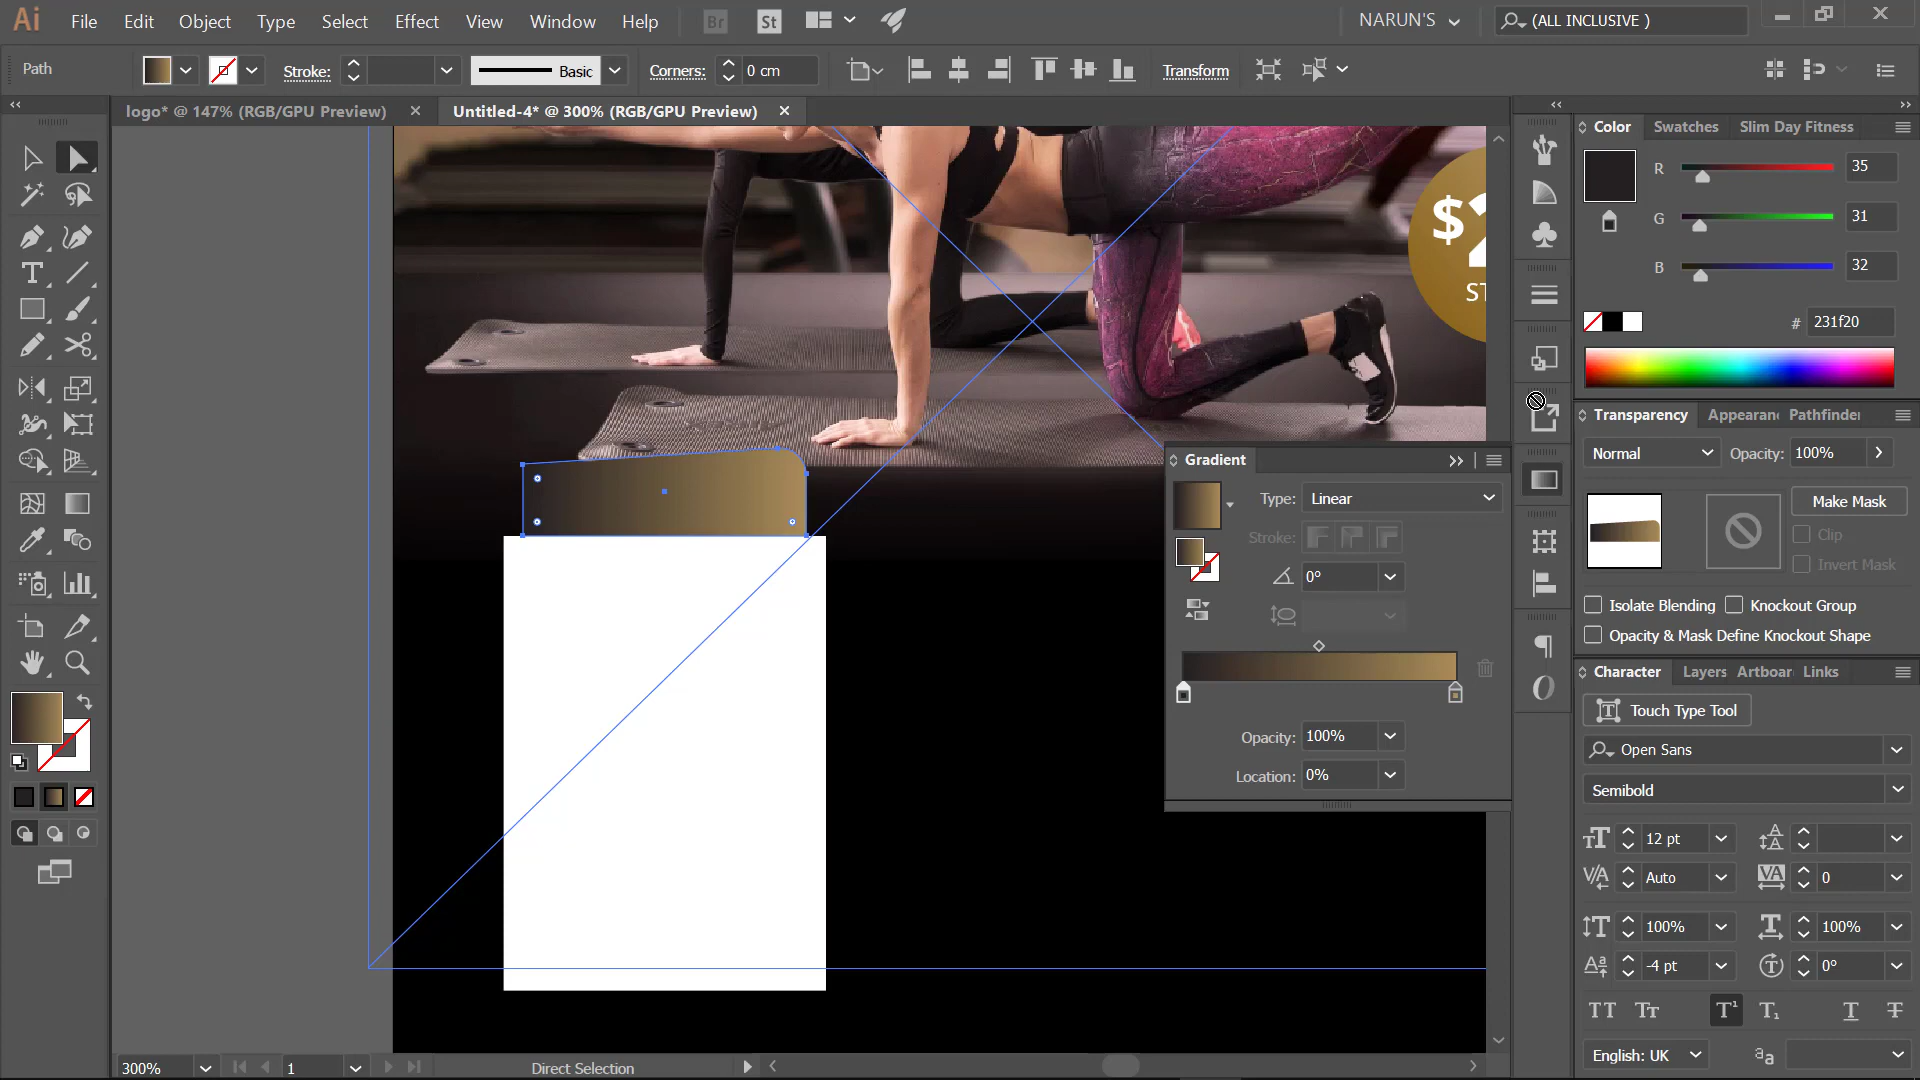 Ai File Edit Object Type Select Effect View Window Help Br St NARUN'S (ALL INCLUSIVE )
Path Stroke: Basic Corners: 0 cm Transform
logo* @ 147% (RGB/GPU Preview) Untitled-4* @ 300% (RGB/GPU Preview)
Color Swatches Slim Day Fitness
R 35
G 31
B 32
# 231f20
$2
ST
Transparency Appearanc Pathfinder
Normal Opacity: 100%
Make Mask
Clip
Invert Mask
Isolate Blending Knockout Group
Opacity & Mask Define Knockout Shape
Gradient
Type: Linear
Stroke:
0°
Opacity: 100%
Location: 0%
Character Layers Artboar Links
Touch Type Tool
Open Sans
Semibold
12 pt
Auto 0
100% 100%
-4 pt 0°
English: UK
300% 1 Direct Selection